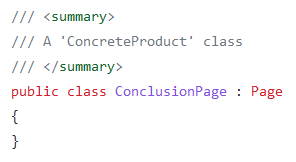 /// <summary>
/// A 'ConcreteProduct' class
/// </summary>
public class ConclusionPage : Page
{
}